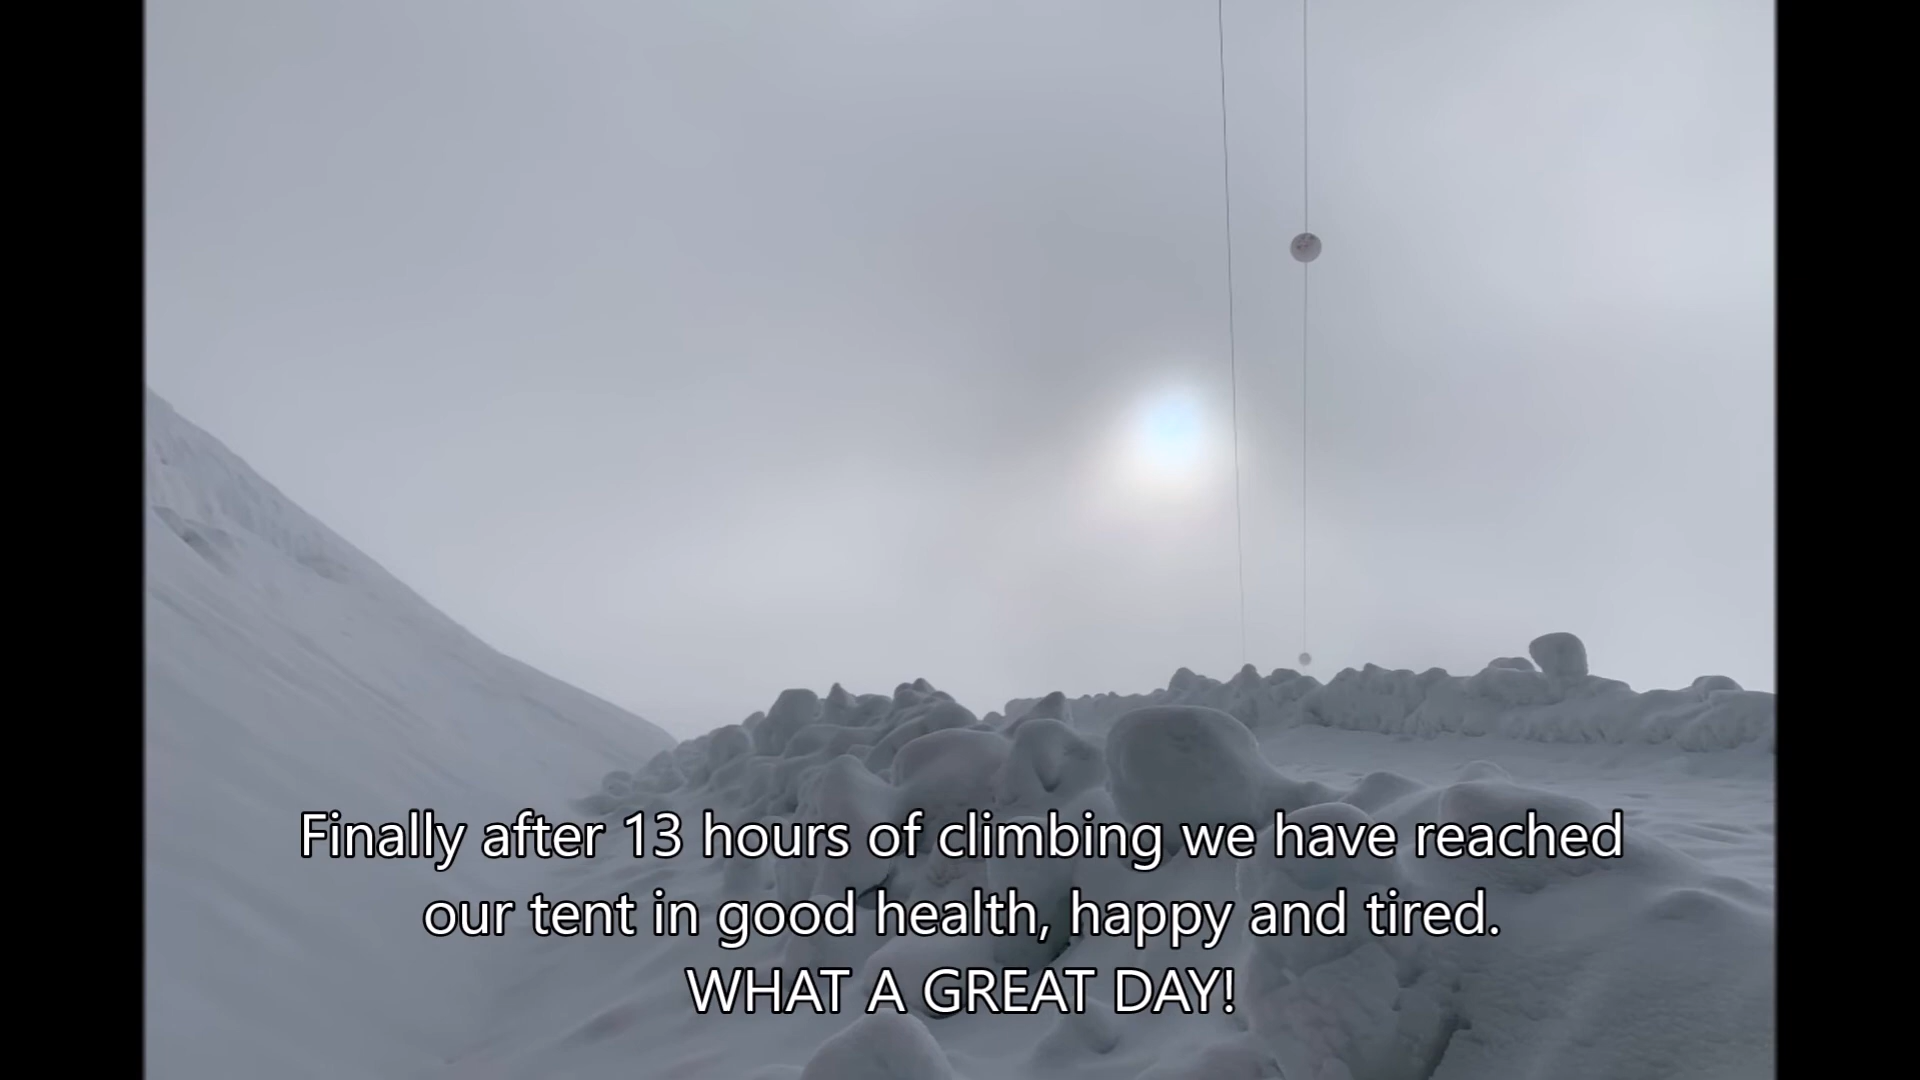 Finally after 13 hours of climbing we have reached
our tent in good health, happy and tired.
WHAT A GREAT DAY!